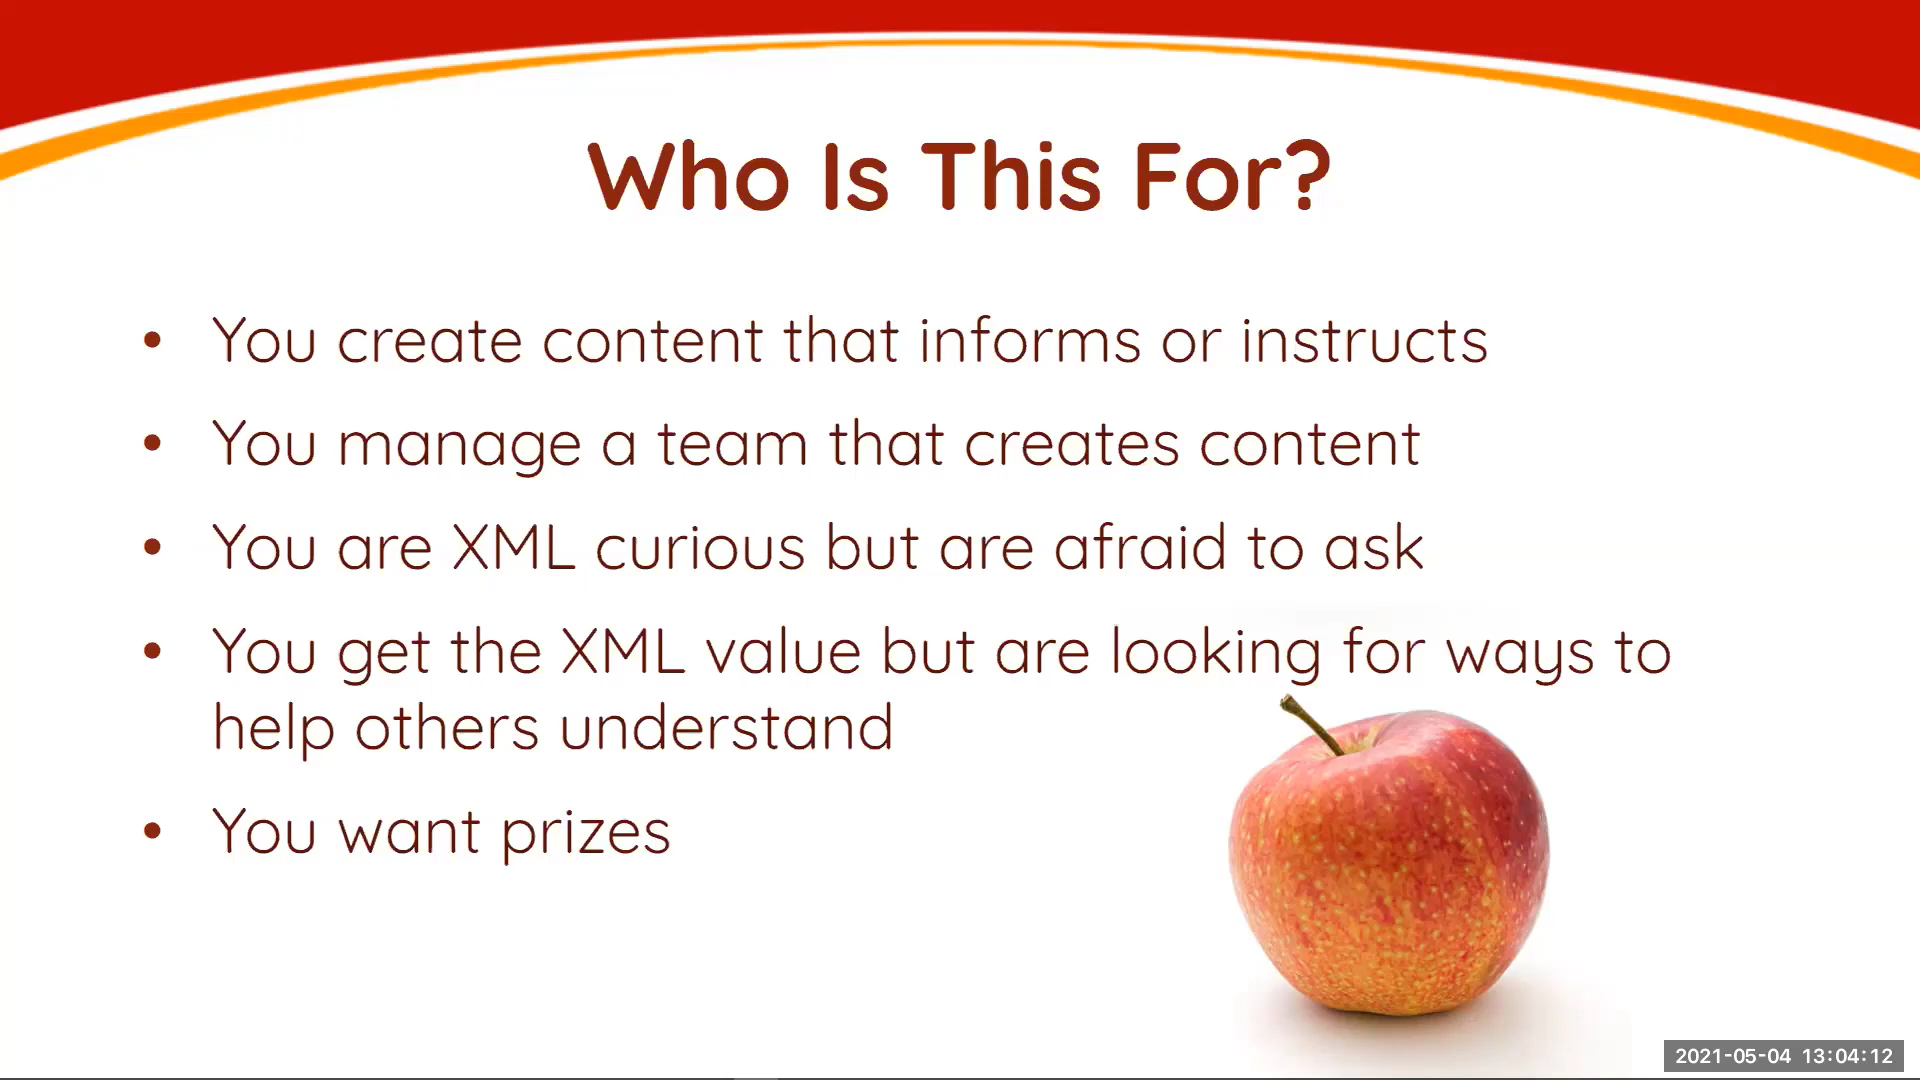 Who Is This For?
• You create content that informs or instructs
• You manage a team that creates content
• You are XML curious but are afraid to ask
• You get the XML value but are looking for ways to
help others understand
• You want prizes
2021-05-04 13:04:12